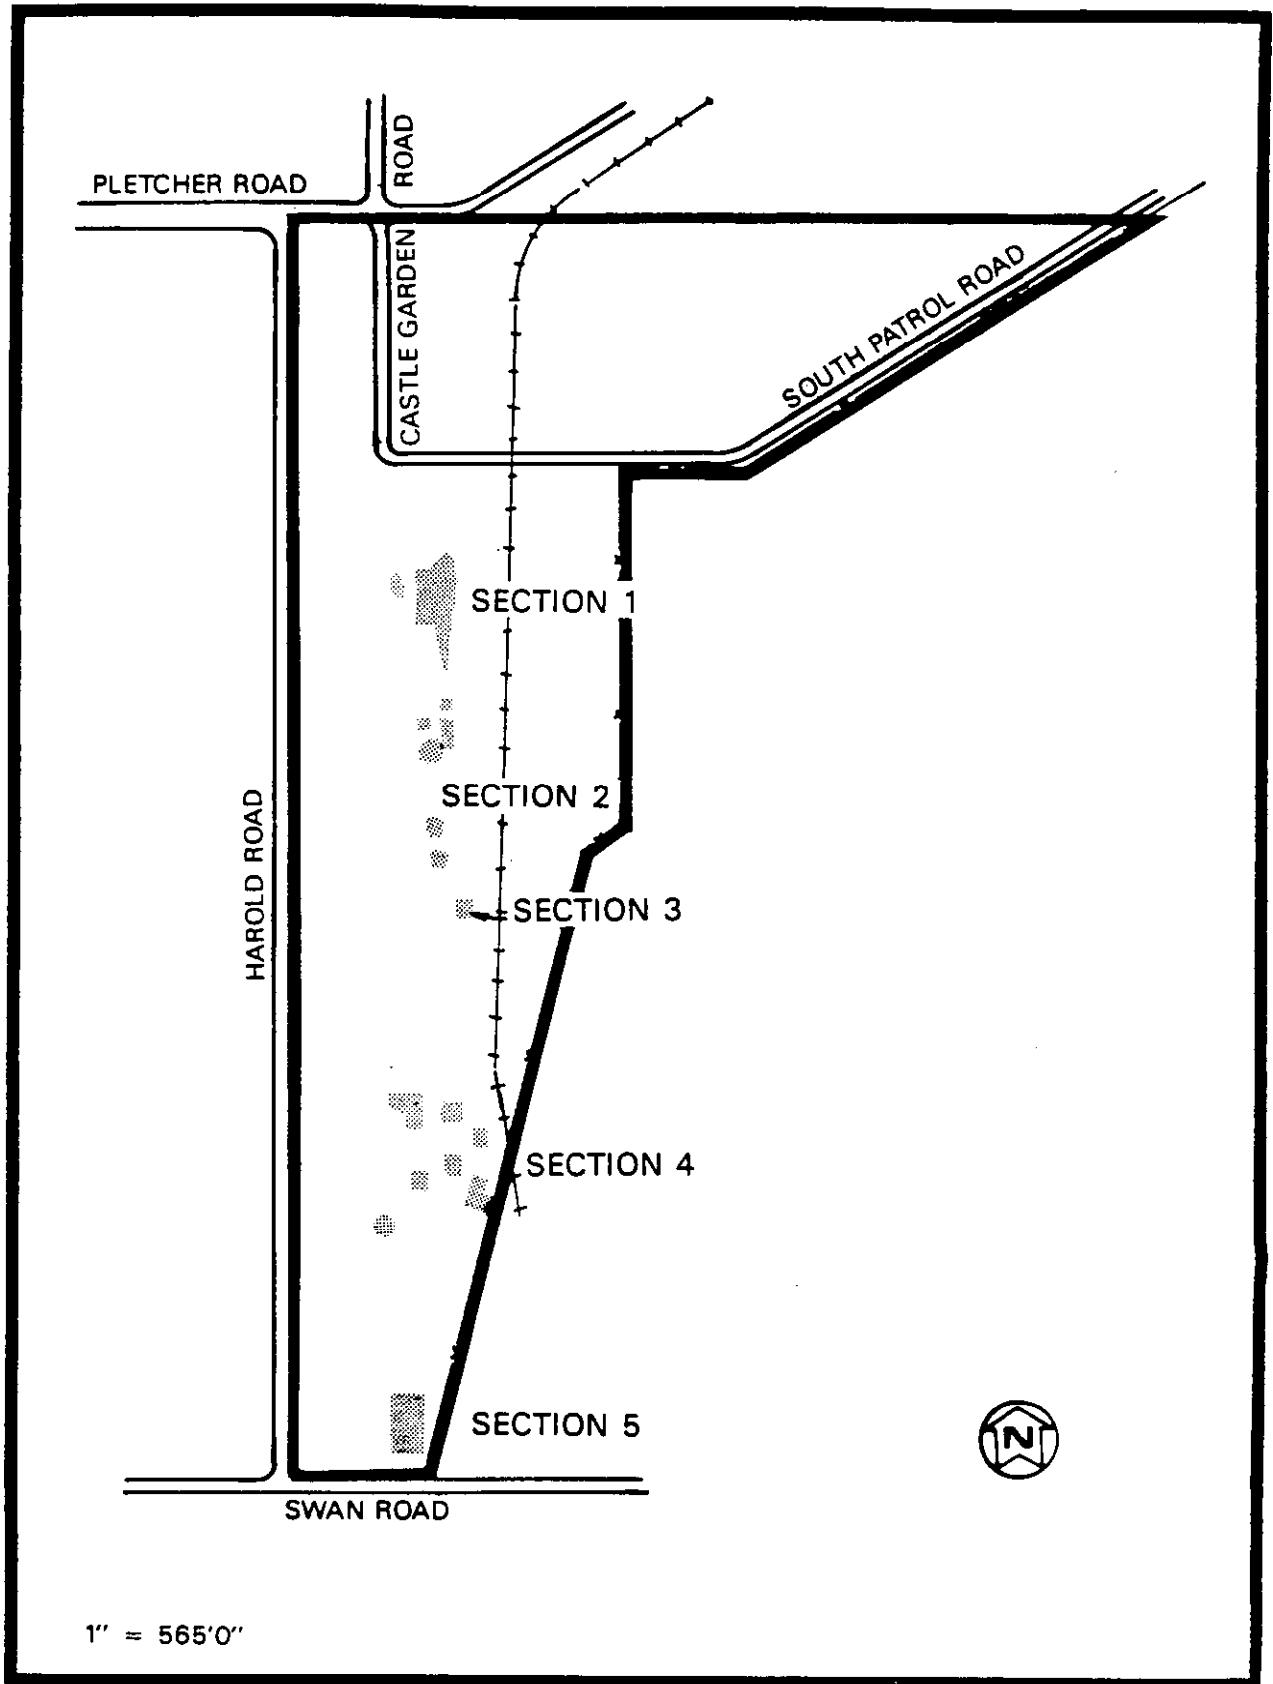 ROAD
PLETCHER ROAD
CASTLE GARDEN
SOUTH PATROL ROAD
SECTION 1
SECTION 2
HAROLD ROAD
SECTION 3
SECTION 4
SECTION 5
N
SWAN ROAD
1" = 565'0"